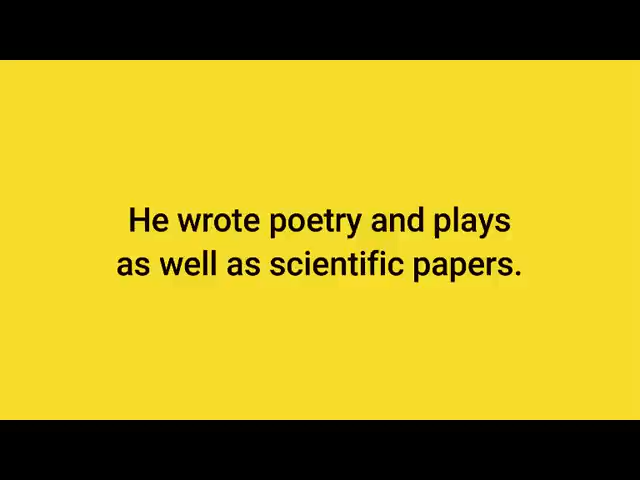 He wrote poetry and plays
as well as scientific papers.